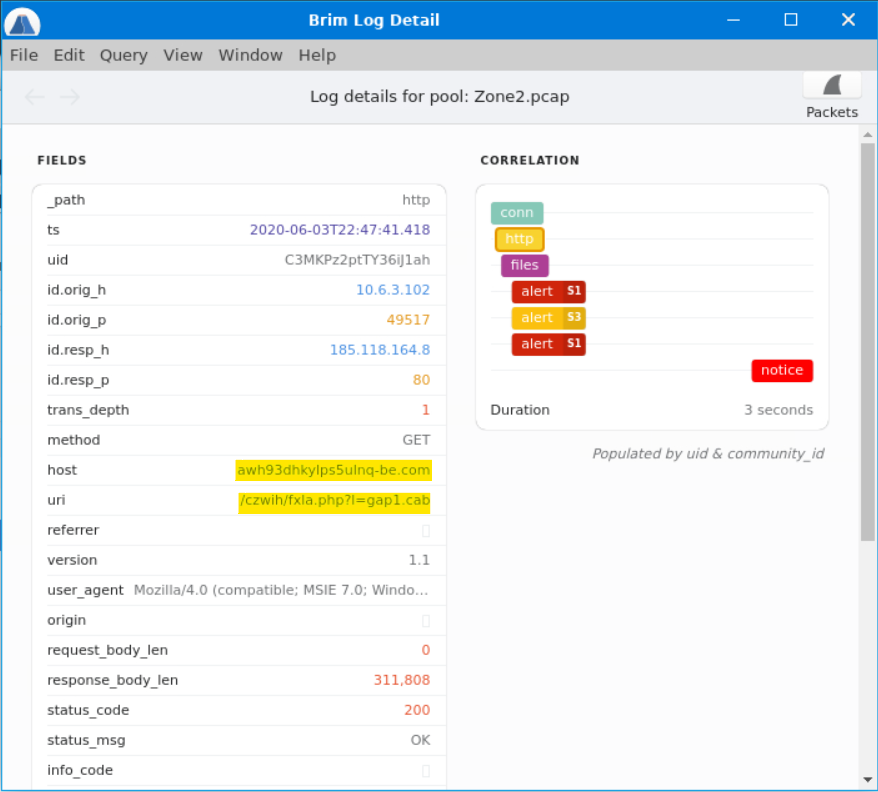 Brim Log Detail
File Edit Query View Window Help
Log details for pool: Zone2.pcap
Packets
FIELDS
_path http
ts 2020-06-03T22:47:41.418
uid C3MKPz2ptTY36iJ1ah
id.orig_h 10.6.3.102
id.orig_p 49517
id.resp_h 185.118.164.8
id.resp_p 80
trans_depth 1
method GET
host awh93dhkylps5ulnq-be.com
uri /czwih/fxla.php?l=gap1.cab
referrer
version 1.1
user_agent Mozilla/4.0 (compatible; MSIE 7.0; Windo...
origin
request_body_len 0
response_body_len 311,808
status_code 200
status_msg OK
info_code
CORRELATION
conn
http
files
alert S1
alert S3
alert S1
notice
Duration 3 seconds
Populated by uid & community_id